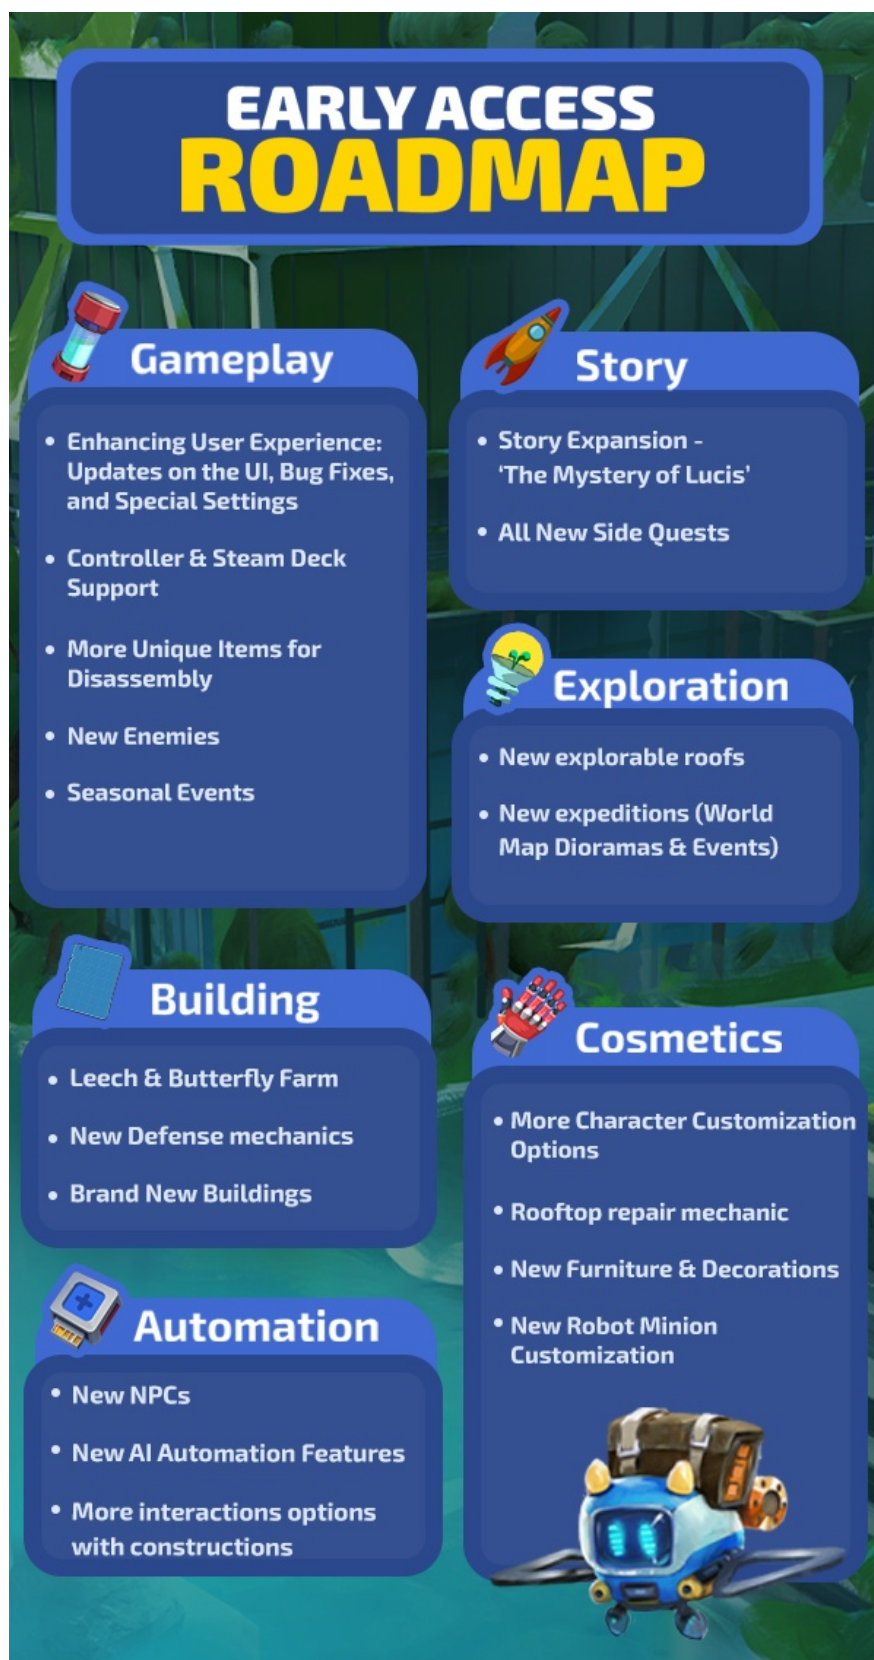 EARLY ACCESS
ROADMAP
Gameplay
• Enhancing User Experience:
Updates on the UI, Bug Fixes,
and Special Settings
• Controller & Steam Deck
Support
• More Unique Items for
Disassembly
• New Enemies
• Seasonal Events
Story
• Story Expansion -
‘The Mystery of Lucis’
• All New Side Quests
Exploration
• New explorable roofs
• New expeditions (World
Map Dioramas & Events)
Building
• Leech & Butterfly Farm
• New Defense mechanics
• Brand New Buildings
Cosmetics
• More Character Customization
Options
• Rooftop repair mechanic
• New Furniture & Decorations
• New Robot Minion
Customization
Automation
• New NPCs
• New AI Automation Features
• More interactions options
with constructions